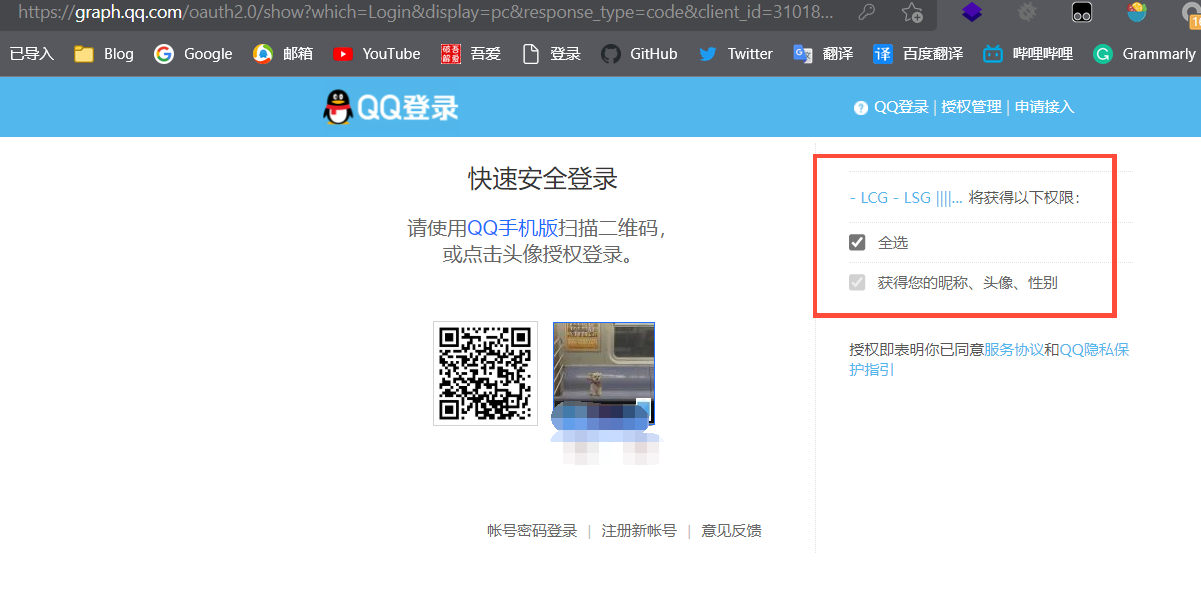 https://graph.qq.com/oauth2.0/show?which=Login&display=pc&response_type=code&client_id=31018...
已导入 Blog Google 邮箱 YouTube 吾爱破解 吾爱 登录 GitHub Twitter 翻译 译 百度翻译 哔哩哔哩 Grammarly
QQ登录
QQ登录 | 授权管理 | 申请接入
快速安全登录
请使用QQ手机版扫描二维码，
或点击头像授权登录。
- LCG - LSG ||||... 将获得以下权限：
全选
获得您的昵称、头像、性别
授权即表明你已同意服务协议和QQ隐私保
护指引
帐号密码登录 | 注册新帐号 | 意见反馈